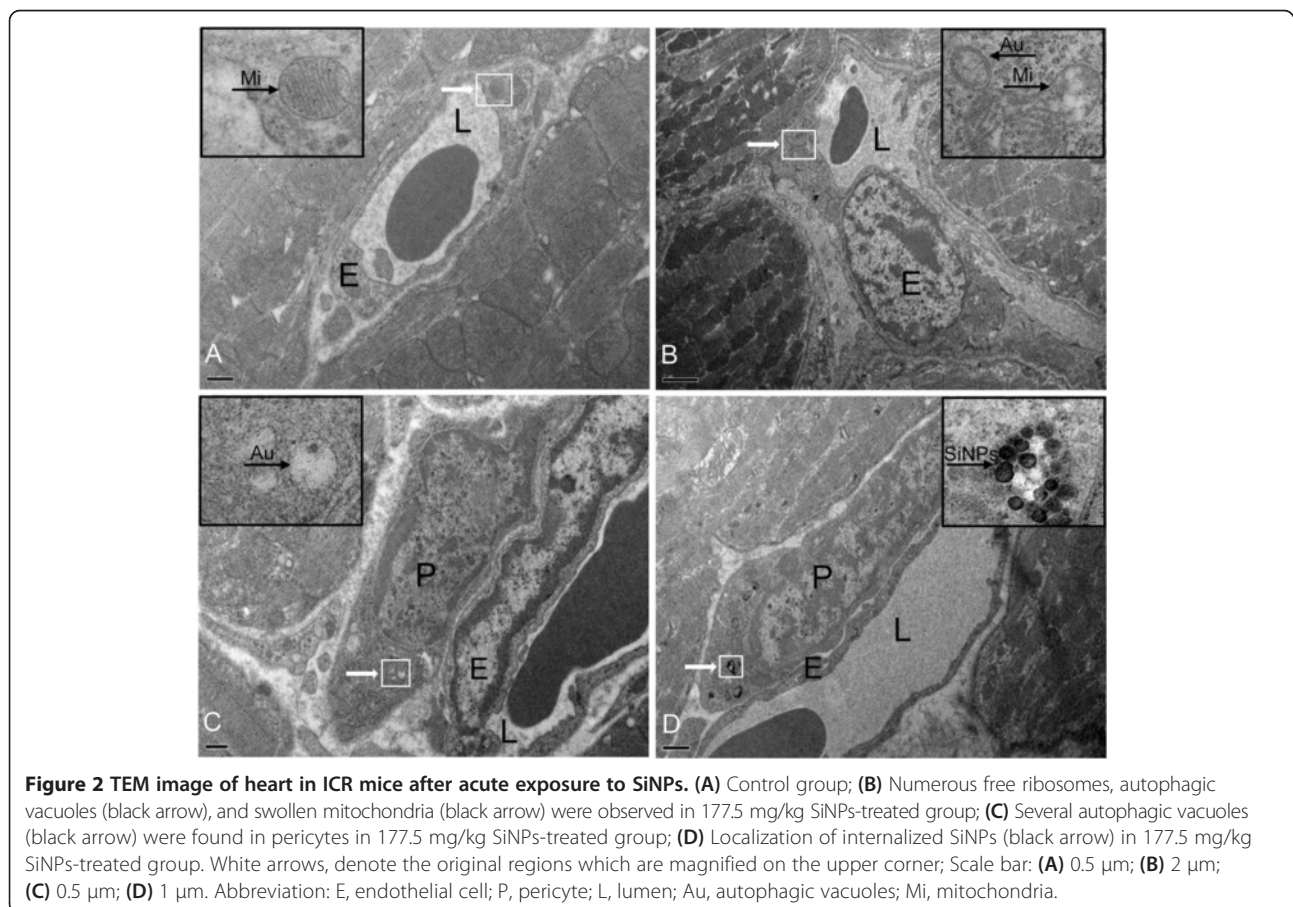 Mi
L
E
A
Au
Mi
L
E
B
Au
P
E
L
C
SiNPs
P
L
E
D
Figure 2 TEM image of heart in ICR mice after acute exposure to SiNPs. (A) Control group; (B) Numerous free ribosomes, autophagic
vacuoles (black arrow), and swollen mitochondria (black arrow) were observed in 177.5 mg/kg SiNPs-treated group; (C) Several autophagic vacuoles
(black arrow) were found in pericytes in 177.5 mg/kg SiNPs-treated group; (D) Localization of internalized SiNPs (black arrow) in 177.5 mg/kg
SiNPs-treated group. White arrows, denote the original regions which are magnified on the upper corner; Scale bar: (A) 0.5 μm; (B) 2 μm;
(C) 0.5 μm; (D) 1 μm. Abbreviation: E, endothelial cell; P, pericyte; L, lumen; Au, autophagic vacuoles; Mi, mitochondria.